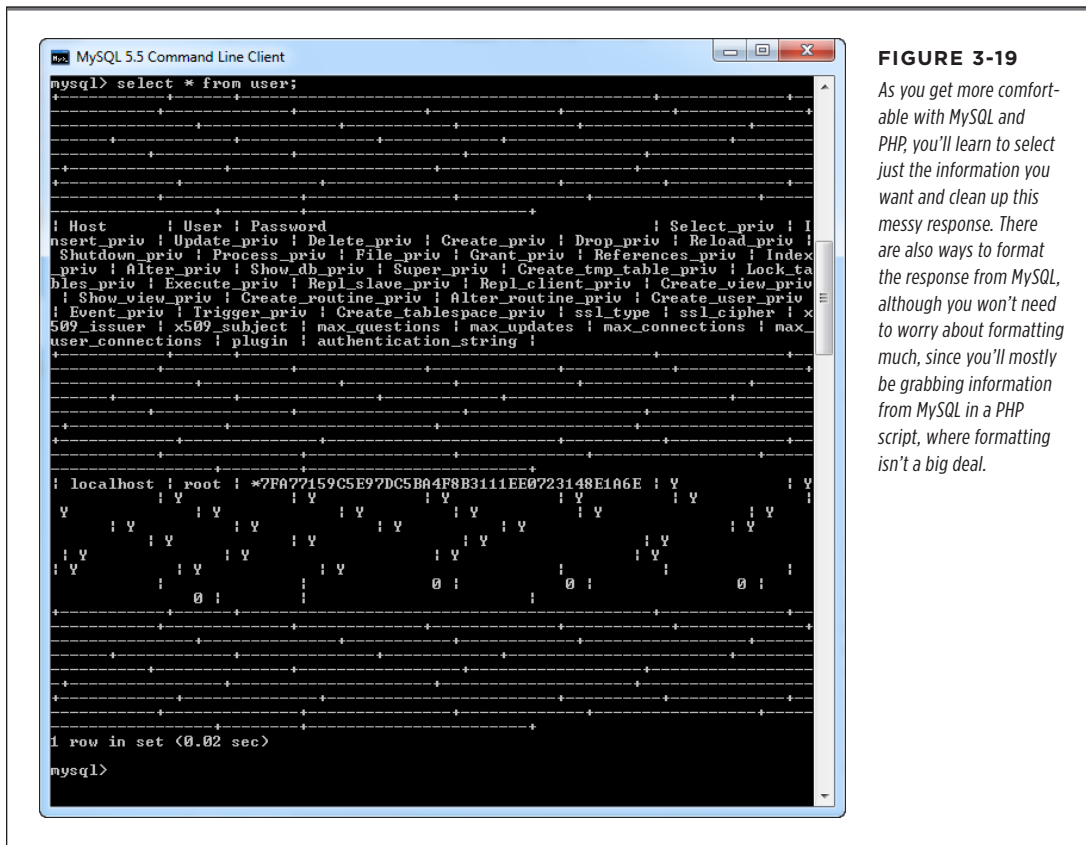 MySQL 5.5 Command Line Client
mysql> select * from user;
| Host | User | Password | Select_priv | I
nsert_priv | Update_priv | Delete_priv | Create_priv | Drop_priv | Reload_priv |
Shutdown_priv | Process_priv | File_priv | Grant_priv | References_priv | Index
_priv | Alter_priv | Show_db_priv | Super_priv | Create_tmp_table_priv | Lock_ta
bles_priv | Execute_priv | Repl_slave_priv | Repl_client_priv | Create_view_priv
| Show_view_priv | Create_routine_priv | Alter_routine_priv | Create_user_priv
| Event_priv | Trigger_priv | Create_tablespace_priv | ssl_type | ssl_cipher | x
509_issuer | x509_subject | max_questions | max_updates | max_connections | max_
user_connections | plugin | authentication_string |
| localhost | root | *7FA77159C5E97DC5BA4F8B3111EE0723148E1A6E | Y | Y
| Y | Y | Y | Y | Y |
Y | Y | Y | Y | Y | Y
| Y | Y | Y | Y
| Y | Y | Y | Y
| Y | Y | Y | Y
| Y | Y | Y | | |
| | 0 | 0 | 0 |
0 | | |
1 row in set (0.02 sec)
mysql>
FIGURE 3-19
As you get more comfort-
able with MySQL and
PHP, you'll learn to select
just the information you
want and clean up this
messy response. There
are also ways to format
the response from MySQL,
although you won't need
to worry about formatting
much, since you'll mostly
be grabbing information
from MySQL in a PHP
script, where formatting
isn't a big deal.